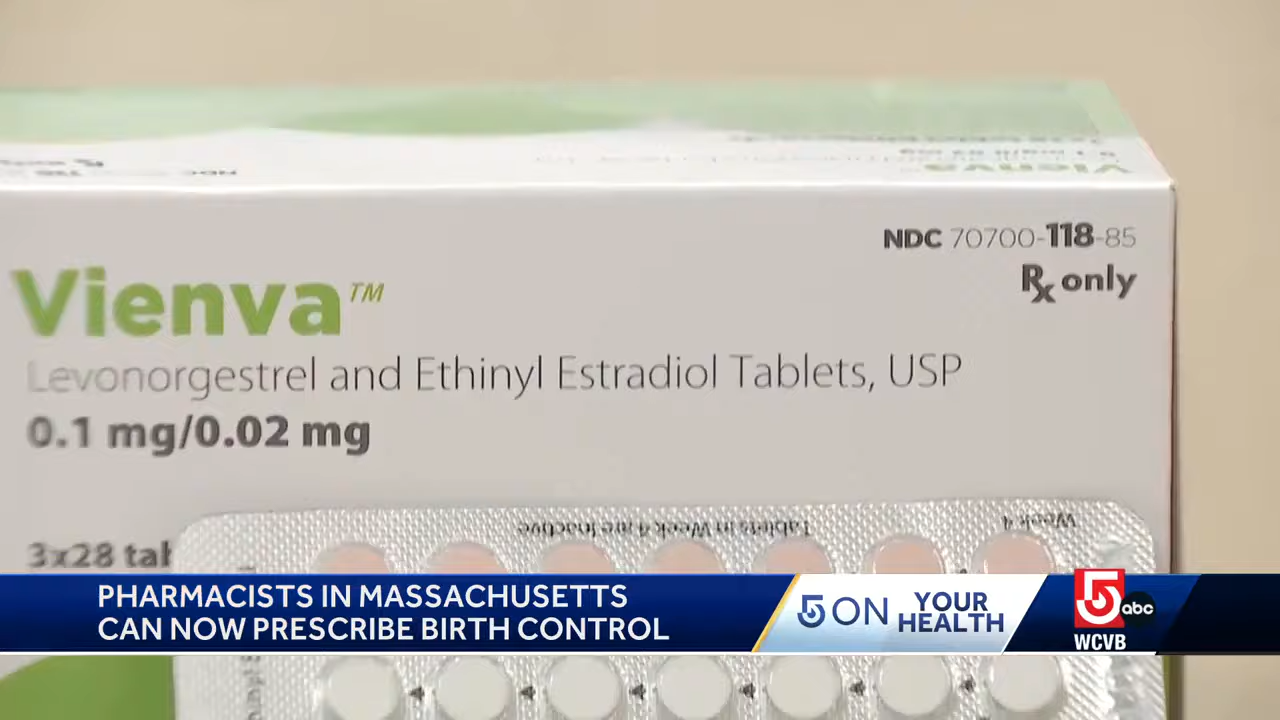 NDC 70700-118-85
Rx only
Vienva™
Levonorgestrel and Ethinyl Estradiol Tablets, USP
0.1 mg/0.02 mg
3x28 tab
Tablets in Week 4 are inactive
Week 4
PHARMACISTS IN MASSACHUSETTS
CAN NOW PRESCRIBE BIRTH CONTROL
5 ON YOUR HEALTH
5 abc
WCVB